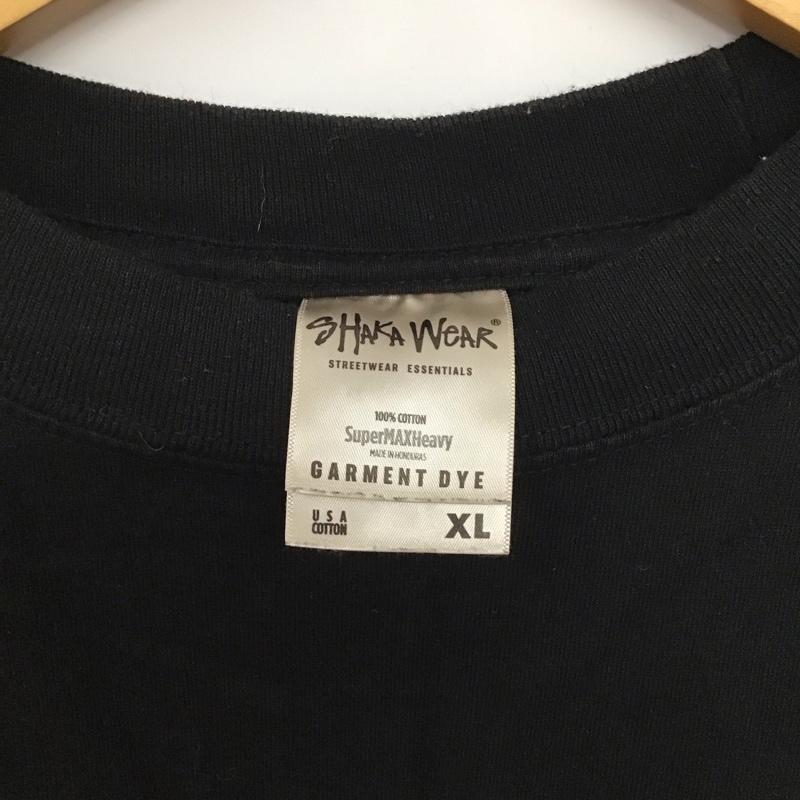 SHAKA WEAR®
STREETWEAR ESSENTIALS
100% COTTON
SuperMAXHeavy
MADE IN HONDURAS
GARMENT DYE
USA
COTTON
XL